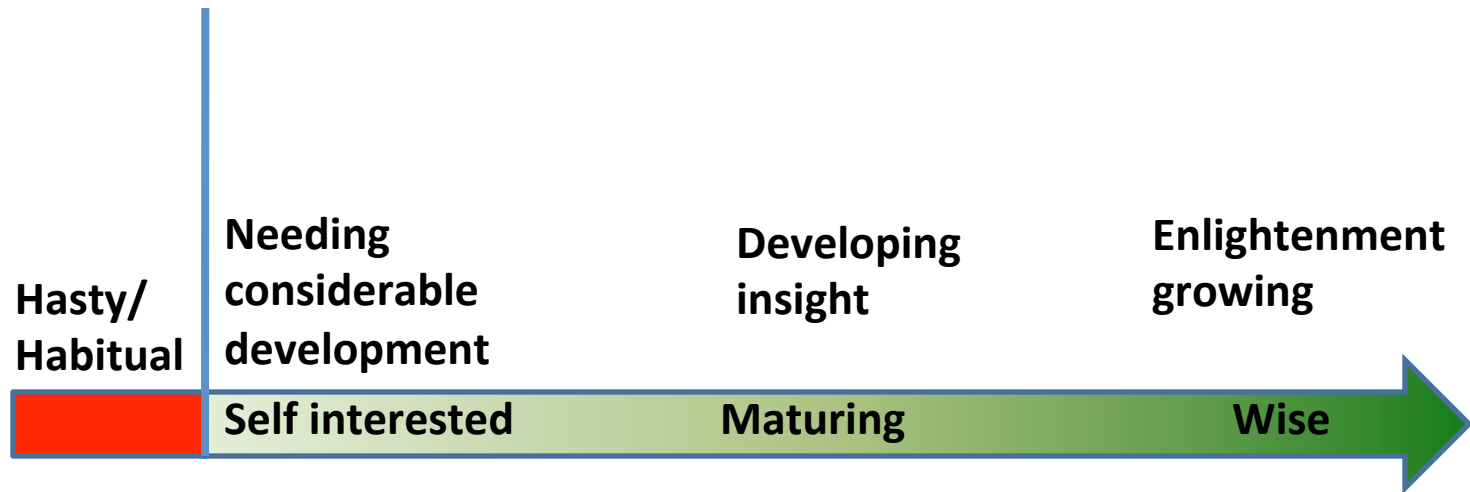 Hasty/
Habitual
Needing
considerable
development
Developing
insight
Enlightenment
growing
Self interested
Maturing
Wise